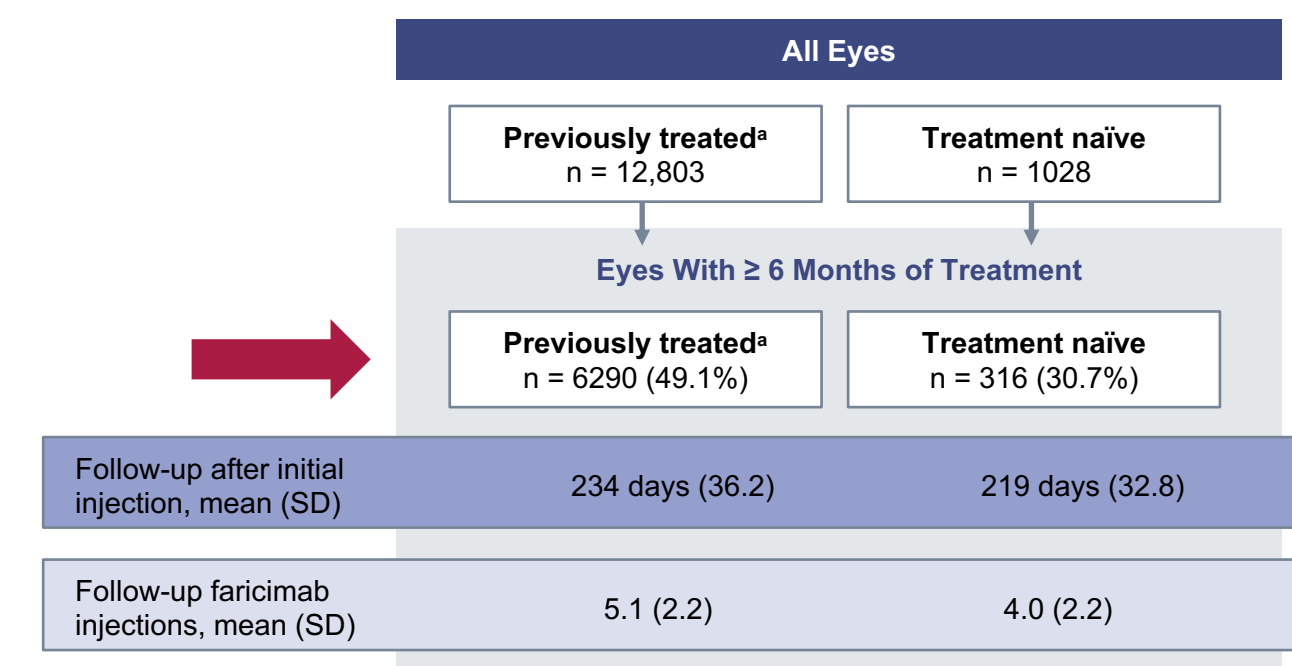 All Eyes
Previously treatedᵃ
n = 12,803
Treatment naïve
n = 1028
Eyes With ≥ 6 Months of Treatment
Previously treatedᵃ
n = 6290 (49.1%)
Treatment naïve
n = 316 (30.7%)
Follow-up after initial
injection, mean (SD)
234 days (36.2)
219 days (32.8)
Follow-up faricimab
injections, mean (SD)
5.1 (2.2)
4.0 (2.2)